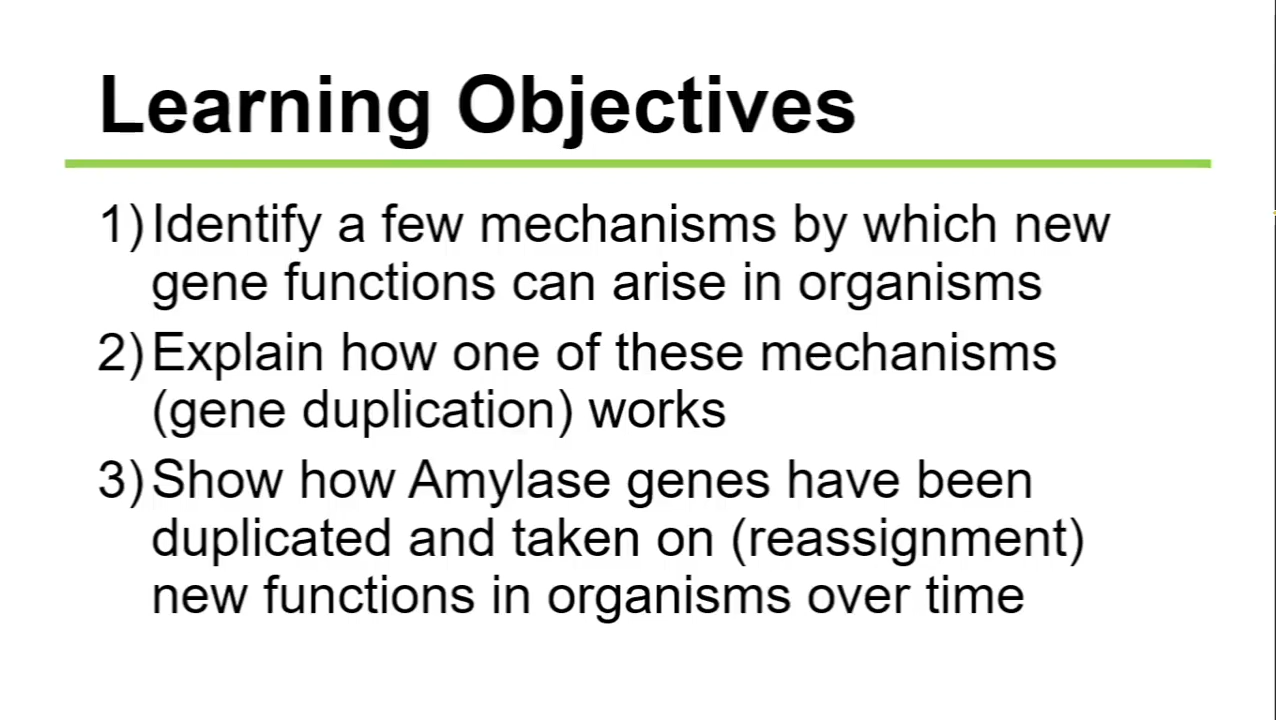 Learning Objectives
1) Identify a few mechanisms by which new
gene functions can arise in organisms
2) Explain how one of these mechanisms
(gene duplication) works
3) Show how Amylase genes have been
duplicated and taken on (reassignment)
new functions in organisms over time